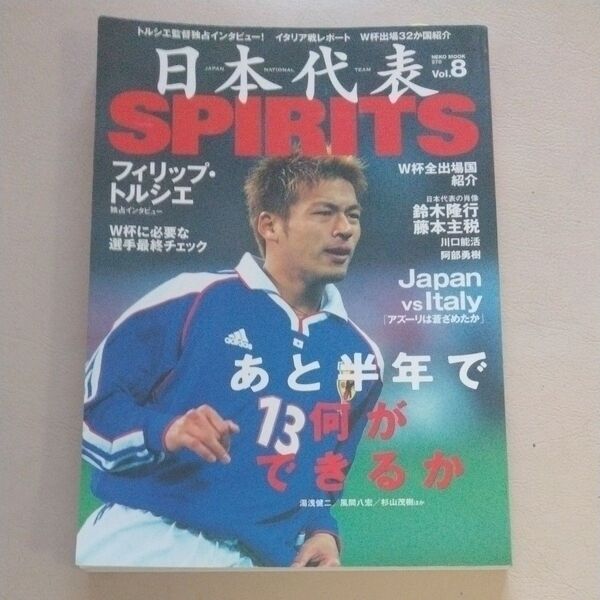 トルシエ監督独占インタビュー! イタリア戦レポート W杯出場32か国紹介
NEKO MOOK
270
日本代表
JAPAN NATIONAL TEAM
Vol.8
SPIRITS
フィリップ・
トルシエ
独占インタビュー
W杯に必要な
選手最終チェック
W杯全出場国
紹介
日本代表の肖像
鈴木隆行
藤本主税
川口能活
阿部勇樹
Japan
vs Italy
「アズーリは蒼ざめたか」
adidas
あと半年で
13
何が
できるか
湯浅健二/風間八宏/杉山茂樹ほか